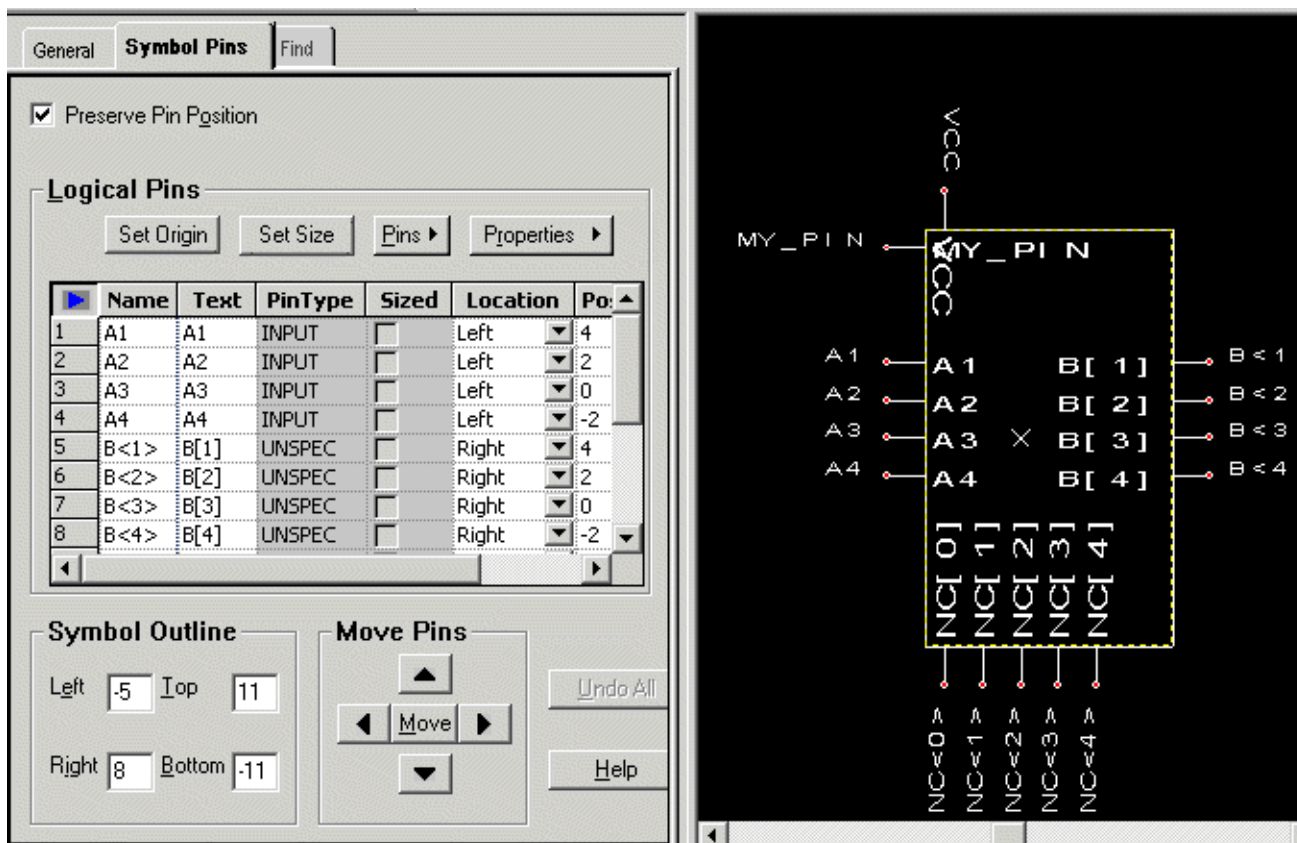 General Symbol Pins Find
Preserve Pin Position
Logical Pins
Set Origin Set Size Pins Properties
Name Text PinType Sized Location Pos
1 A1 A1 INPUT Left 4
2 A2 A2 INPUT Left 2
3 A3 A3 INPUT Left 0
4 A4 A4 INPUT Left -2
5 B<1> B[1] UNSPEC Right 4
6 B<2> B[2] UNSPEC Right 2
7 B<3> B[3] UNSPEC Right 0
8 B<4> B[4] UNSPEC Right -2
Symbol Outline
Left -5 Top 11
Right 8 Bottom -11
Move Pins
Move
Undo All
Help
VCC
MY_PIN MY_PIN
VCC
A1 A1 B[1] B<1
A2 A2 B[2] B<2
A3 A3 B[3] B<3
A4 A4 B[4] B<4
NC[0] NC[1] NC[2] NC[3] NC[4]
NC<0> NC<1> NC<2> NC<3> NC<4>